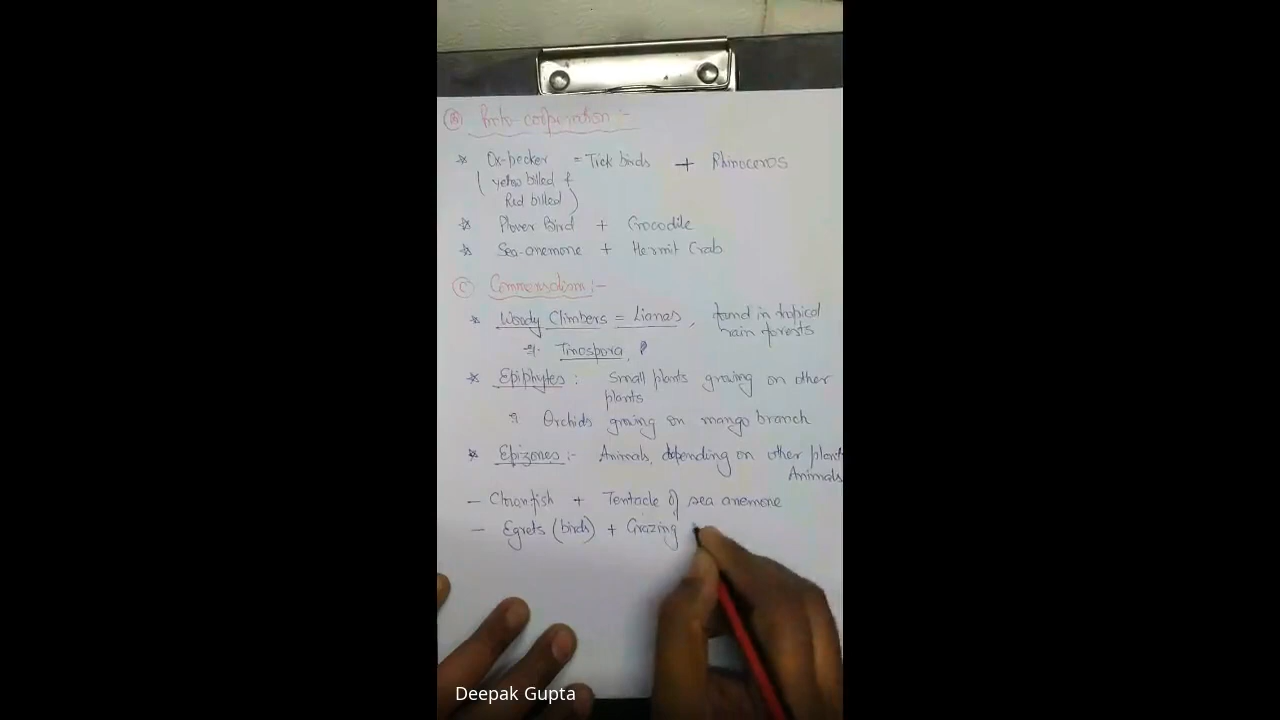 (B) Proto-cooperation :-
* Ox-pecker = Tick birds + Rhinoceros
( yellow billed &
Red billed )
* Plover Bird + Crocodile
* Sea-anemone + Hermit Crab
(C) Commensalism :-
* Woody Climbers = Lianas, found in tropical
rain forests
eg. Tinospora,
* Epiphytes : Small plants growing on other
plants
eg Orchids growing on mango branch
* Epizones :- Animals, depending on other plant
Animals
- Clownfish + Tentacle of sea anemone
- Egrets (birds) + Grazing
Deepak Gupta